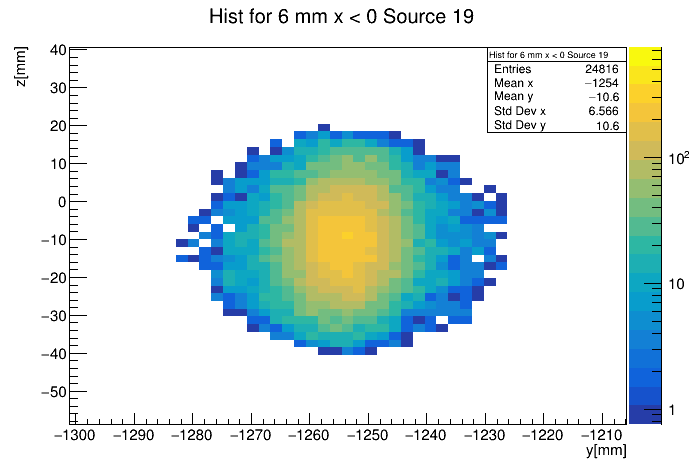 Hist for 6 mm x < 0 Source 19
z[mm]
40
30
20
10
0
−10
−20
−30
−40
−50
Hist for 6 mm x < 0 Source 19
Entries 24816
Mean x −1254
Mean y −10.6
Std Dev x 6.566
Std Dev y 10.6
10²
10
1
−1300 −1290 −1280 −1270 −1260 −1250 −1240 −1230 −1220 −1210
y[mm]